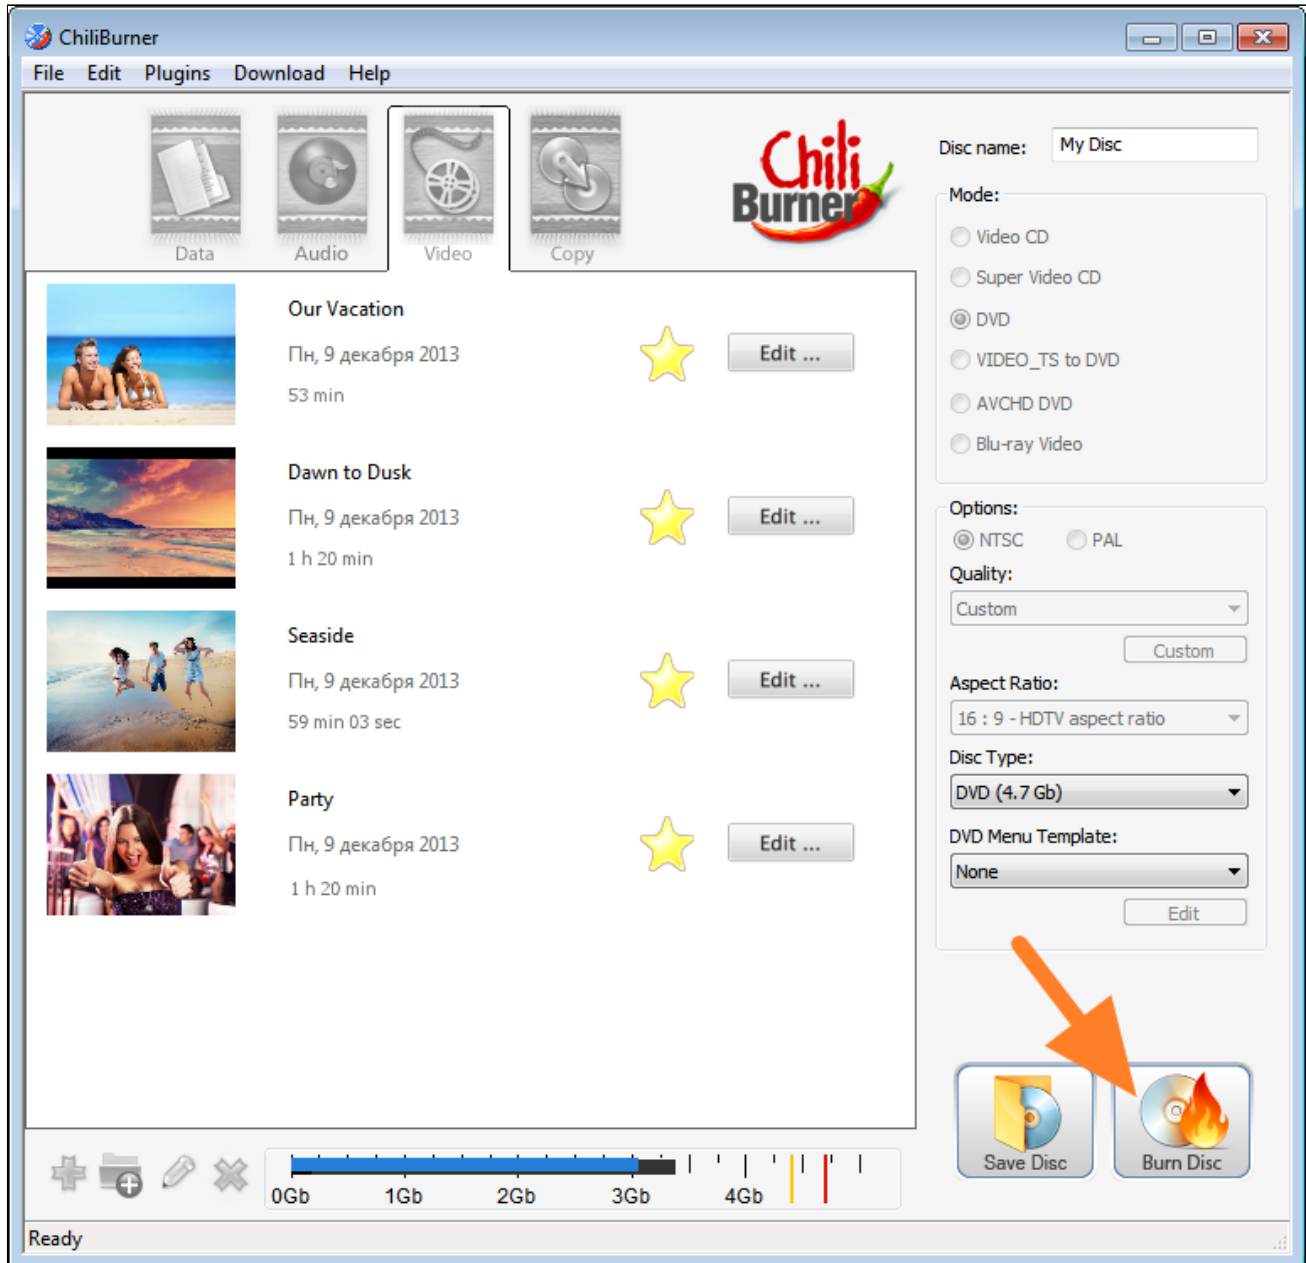 ChiliBurner
File Edit Plugins Download Help
Data Audio Video Copy
Chili
Burner
Disc name: My Disc
Mode:
Video CD
Super Video CD
DVD
VIDEO_TS to DVD
AVCHD DVD
Blu-ray Video
Our Vacation
Пн, 9 декабря 2013
53 min
Edit ...
Dawn to Dusk
Пн, 9 декабря 2013
1 h 20 min
Edit ...
Seaside
Пн, 9 декабря 2013
59 min 03 sec
Edit ...
Party
Пн, 9 декабря 2013
1 h 20 min
Edit ...
Options:
NTSC PAL
Quality:
Custom
Custom
Aspect Ratio:
16 : 9 - HDTV aspect ratio
Disc Type:
DVD (4.7 Gb)
DVD Menu Template:
None
Edit
Save Disc Burn Disc
0Gb 1Gb 2Gb 3Gb 4Gb
Ready